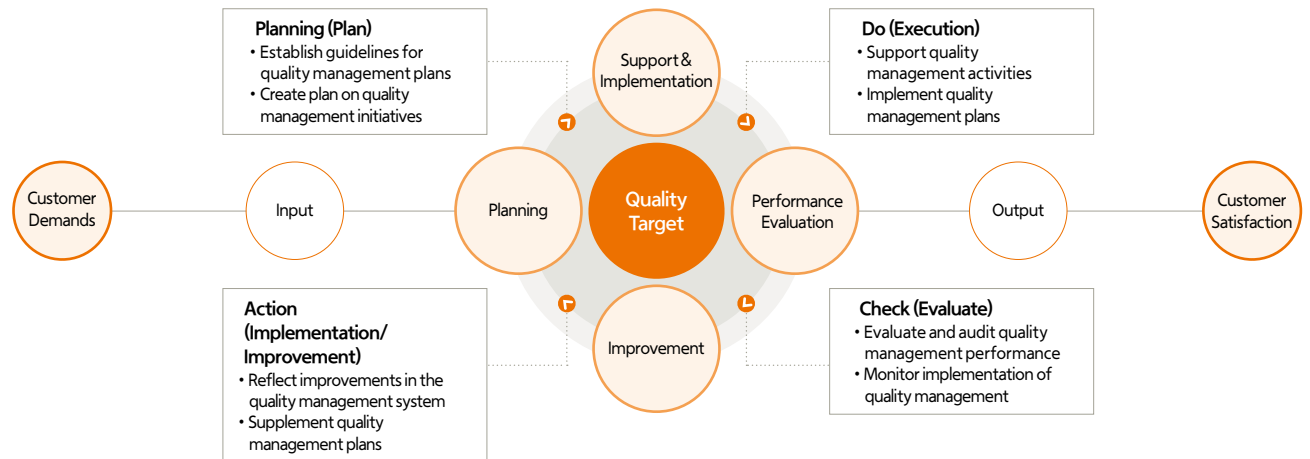 Planning (Plan)
• Establish guidelines for
quality management plans
• Create plan on quality
management initiatives
Support &
Implementation
Do (Execution)
• Support quality
management activities
• Implement quality
management plans
Customer
Demands
Input
Planning
Quality
Target
Performance
Evaluation
Output
Customer
Satisfaction
Action
(Implementation/
Improvement)
• Reflect improvements in the
quality management system
• Supplement quality
management plans
Improvement
Check (Evaluate)
• Evaluate and audit quality
management performance
• Monitor implementation of
quality management